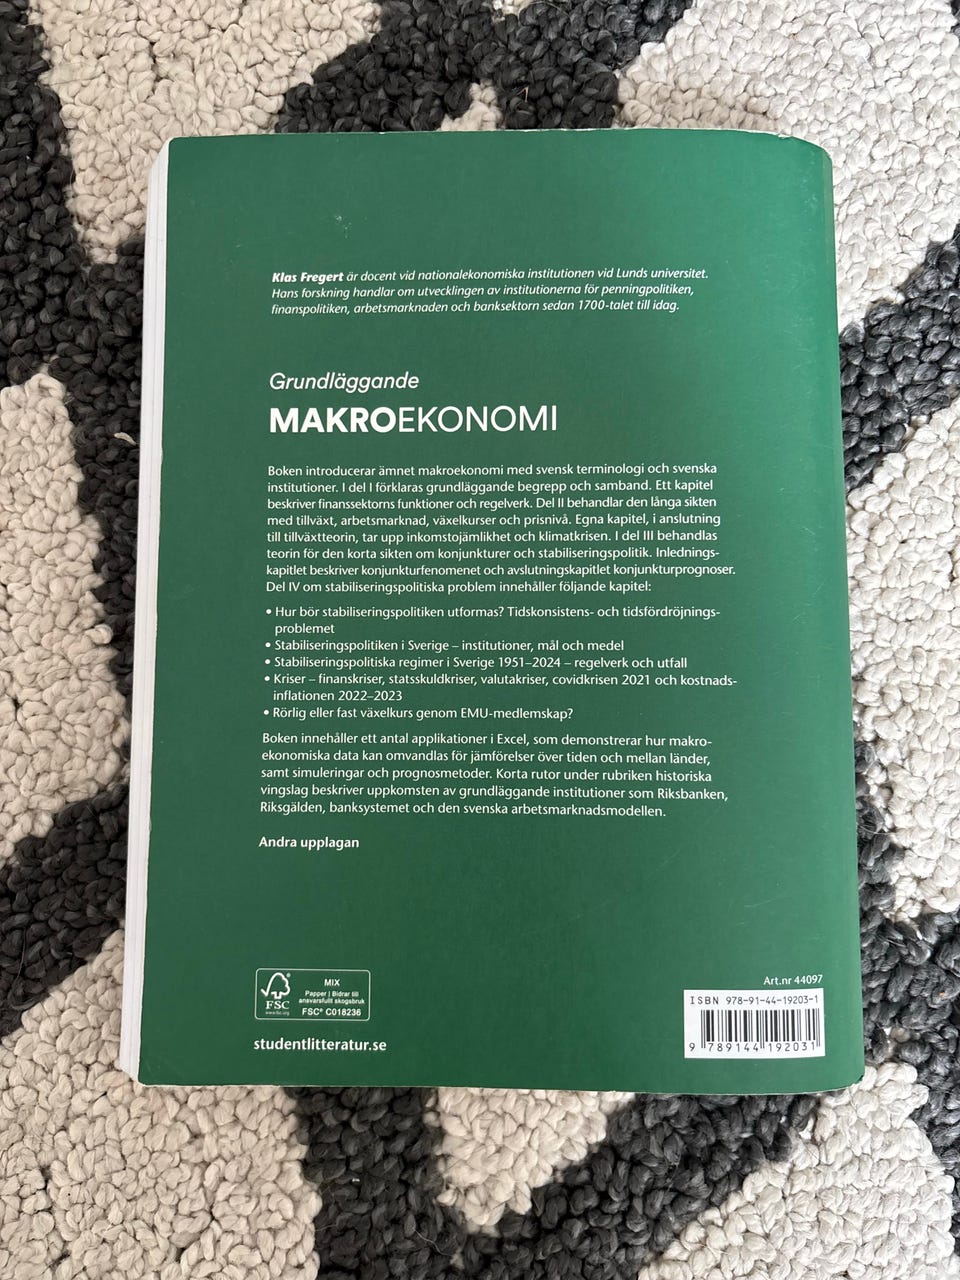 Klas Fregert är docent vid nationalekonomiska institutionen vid Lunds universitet.
Hans forskning handlar om utvecklingen av institutionerna för penningpolitiken,
finanspolitiken, arbetsmarknaden och banksektorn sedan 1700-talet till idag.
Grundläggande
MAKROEKONOMI
Boken introducerar ämnet makroekonomi med svensk terminologi och svenska
institutioner. I del I förklaras grundläggande begrepp och samband. Ett kapitel
beskriver finanssektorns funktioner och regelverk. Del II behandlar den långa sikten
med tillväxt, arbetsmarknad, växelkurser och prisnivå. Egna kapitel, i anslutning
till tillväxtteorin, tar upp inkomstojämlikhet och klimatkrisen. I del III behandlas
teorin för den korta sikten om konjunkturer och stabiliseringspolitik. Inlednings-
kapitlet beskriver konjunkturfenomenet och avslutningskapitlet konjunkturprognoser.
Del IV om stabiliseringspolitiska problem innehåller följande kapitel:
• Hur bör stabiliseringspolitiken utformas? Tidskonsistens- och tidsfördröjnings-
problemet
• Stabiliseringspolitiken i Sverige – institutioner, mål och medel
• Stabiliseringspolitiska regimer i Sverige 1951–2024 – regelverk och utfall
• Kriser – finanskriser, statsskuldkriser, valutakriser, covidkrisen 2021 och kostnads-
inflationen 2022–2023
• Rörlig eller fast växelkurs genom EMU-medlemskap?
Boken innehåller ett antal applikationer i Excel, som demonstrerar hur makro-
ekonomiska data kan omvandlas för jämförelser över tiden och mellan länder,
samt simuleringar och prognosmetoder. Korta rutor under rubriken historiska
vingslag beskriver uppkomsten av grundläggande institutioner som Riksbanken,
Riksgälden, banksystemet och den svenska arbetsmarknadsmodellen.
Andra upplagan
FSC
www.fsc.org
MIX
Papper | Bidrar till
ansvarsfullt skogsbruk
FSC® C018236
studentlitteratur.se
Art.nr 44097
ISBN 978-91-44-19203-1
9 789144 192031